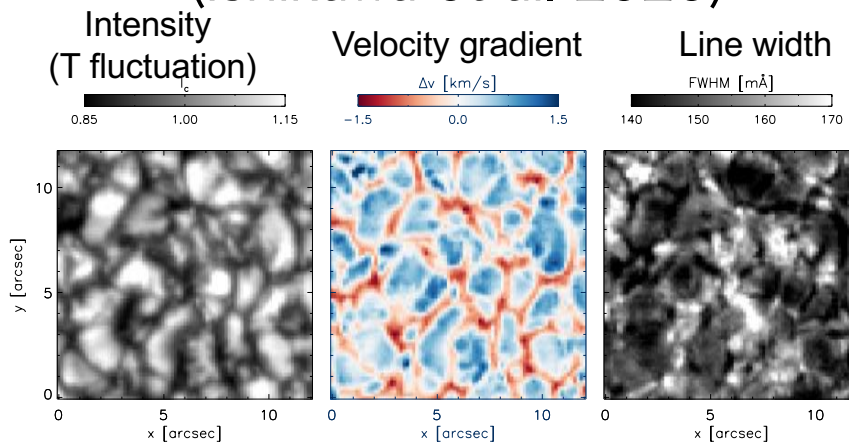 Intensity
(T fluctuation)
Velocity gradient
Line width
I_c
0.85 1.00 1.15
Δv [km/s]
−1.5 0.0 1.5
FWHM [mÅ]
140 150 160 170
y [arcsec]
10
5
0
0 5 10
x [arcsec]
0 5 10
x [arcsec]
0 5 10
x [arcsec]